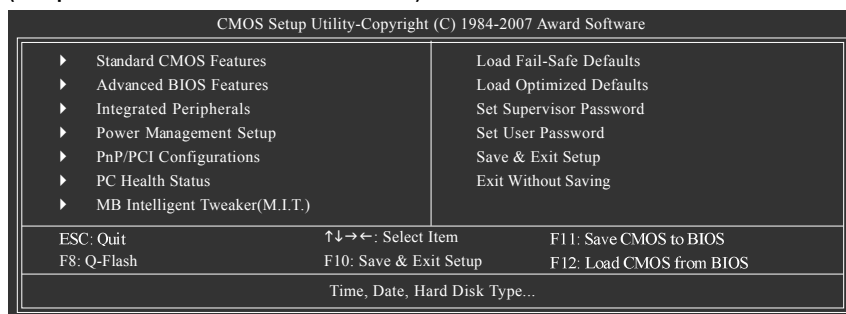 CMOS Setup Utility-Copyright (C) 1984-2007 Award Software
Standard CMOS Features
Advanced BIOS Features
Integrated Peripherals
Power Management Setup
PnP/PCI Configurations
PC Health Status
MB Intelligent Tweaker(M.I.T.)
Load Fail-Safe Defaults
Load Optimized Defaults
Set Supervisor Password
Set User Password
Save & Exit Setup
Exit Without Saving
ESC: Quit ↑↓→←: Select Item F11: Save CMOS to BIOS
F8: Q-Flash F10: Save & Exit Setup F12: Load CMOS from BIOS
Time, Date, Hard Disk Type...